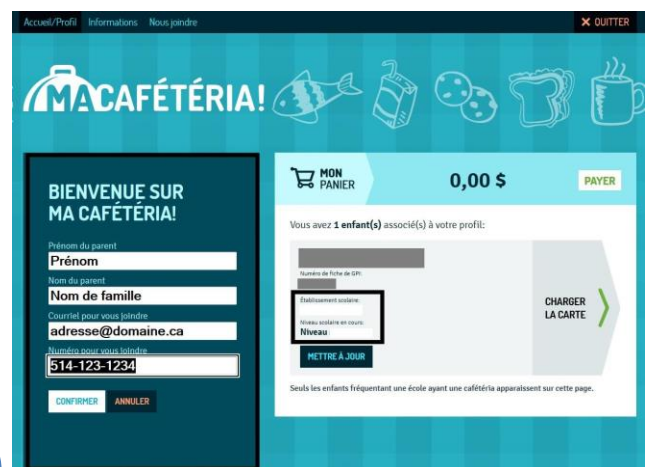 Accueil/Profil Informations Nous joindre
✕ QUITTER
MACAFÉTÉRIA!
BIENVENUE SUR
MA CAFÉTÉRIA!
Prénom du parent
Prénom
Nom du parent
Nom de famille
Courriel pour vous joindre
adresse@domaine.ca
Numéro pour vous joindre
514-123-1234
CONFIRMER ANNULER
MON
PANIER
0,00 $
PAYER
Vous avez 1 enfant(s) associé(s) à votre profil:
Numéro de fiche de GPI:
Établissement scolaire:
Niveau scolaire en cours:
Niveau
METTRE À JOUR
CHARGER
LA CARTE
Seuls les enfants fréquentant une école ayant une cafétéria apparaissent sur cette page.